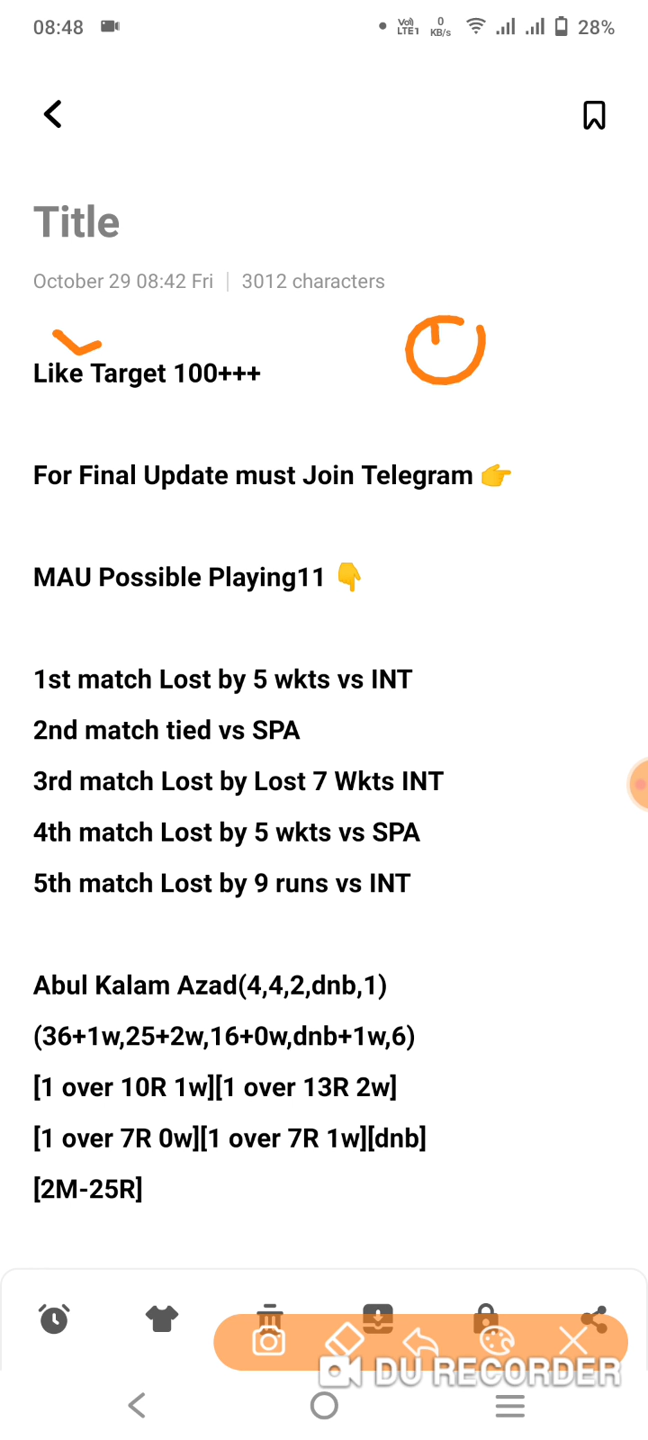 08:48
Vo) LTE1 0 KB/s 28%
Title
October 29 08:42 Fri | 3012 characters
Like Target 100+++
For Final Update must Join Telegram 👉
MAU Possible Playing11 👇
1st match Lost by 5 wkts vs INT
2nd match tied vs SPA
3rd match Lost by Lost 7 Wkts INT
4th match Lost by 5 wkts vs SPA
5th match Lost by 9 runs vs INT
Abul Kalam Azad(4,4,2,dnb,1)
(36+1w,25+2w,16+0w,dnb+1w,6)
[1 over 10R 1w][1 over 13R 2w]
[1 over 7R 0w][1 over 7R 1w][dnb]
[2M-25R]
DU RECORDER